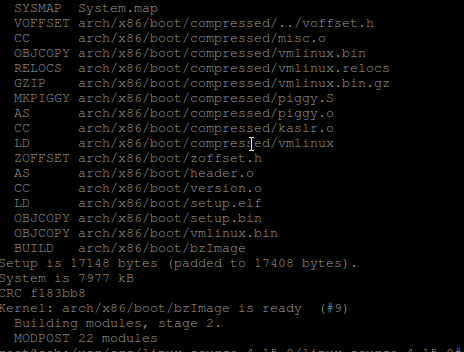 SYSMAP  System.map
VOFFSET arch/x86/boot/compressed/../voffset.h
CC      arch/x86/boot/compressed/misc.o
OBJCOPY arch/x86/boot/compressed/vmlinux.bin
RELOCS  arch/x86/boot/compressed/vmlinux.relocs
GZIP    arch/x86/boot/compressed/vmlinux.bin.gz
MKPIGGY arch/x86/boot/compressed/piggy.S
AS      arch/x86/boot/compressed/piggy.o
CC      arch/x86/boot/compressed/kaslr.o
LD      arch/x86/boot/compressed/vmlinux
ZOFFSET arch/x86/boot/zoffset.h
AS      arch/x86/boot/header.o
CC      arch/x86/boot/version.o
LD      arch/x86/boot/setup.elf
OBJCOPY arch/x86/boot/setup.bin
OBJCOPY arch/x86/boot/vmlinux.bin
BUILD   arch/x86/boot/bzImage
Setup is 17148 bytes (padded to 17408 bytes).
System is 7977 kB
CRC f183bb8
Kernel: arch/x86/boot/bzImage is ready  (#9)
Building modules, stage 2.
MODPOST 22 modules